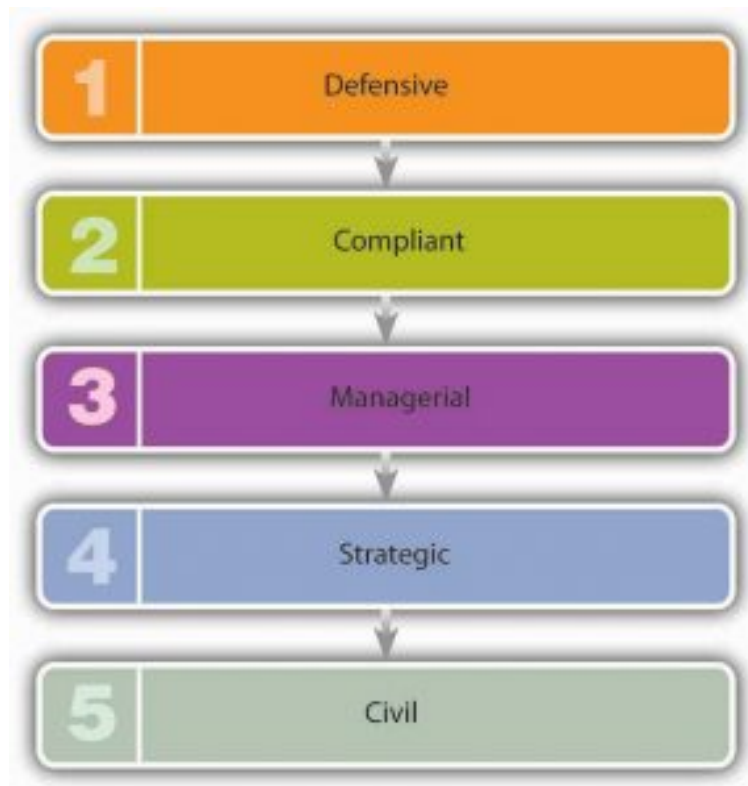 1 Defensive
2 Compliant
3 Managerial
4 Strategic
5 Civil